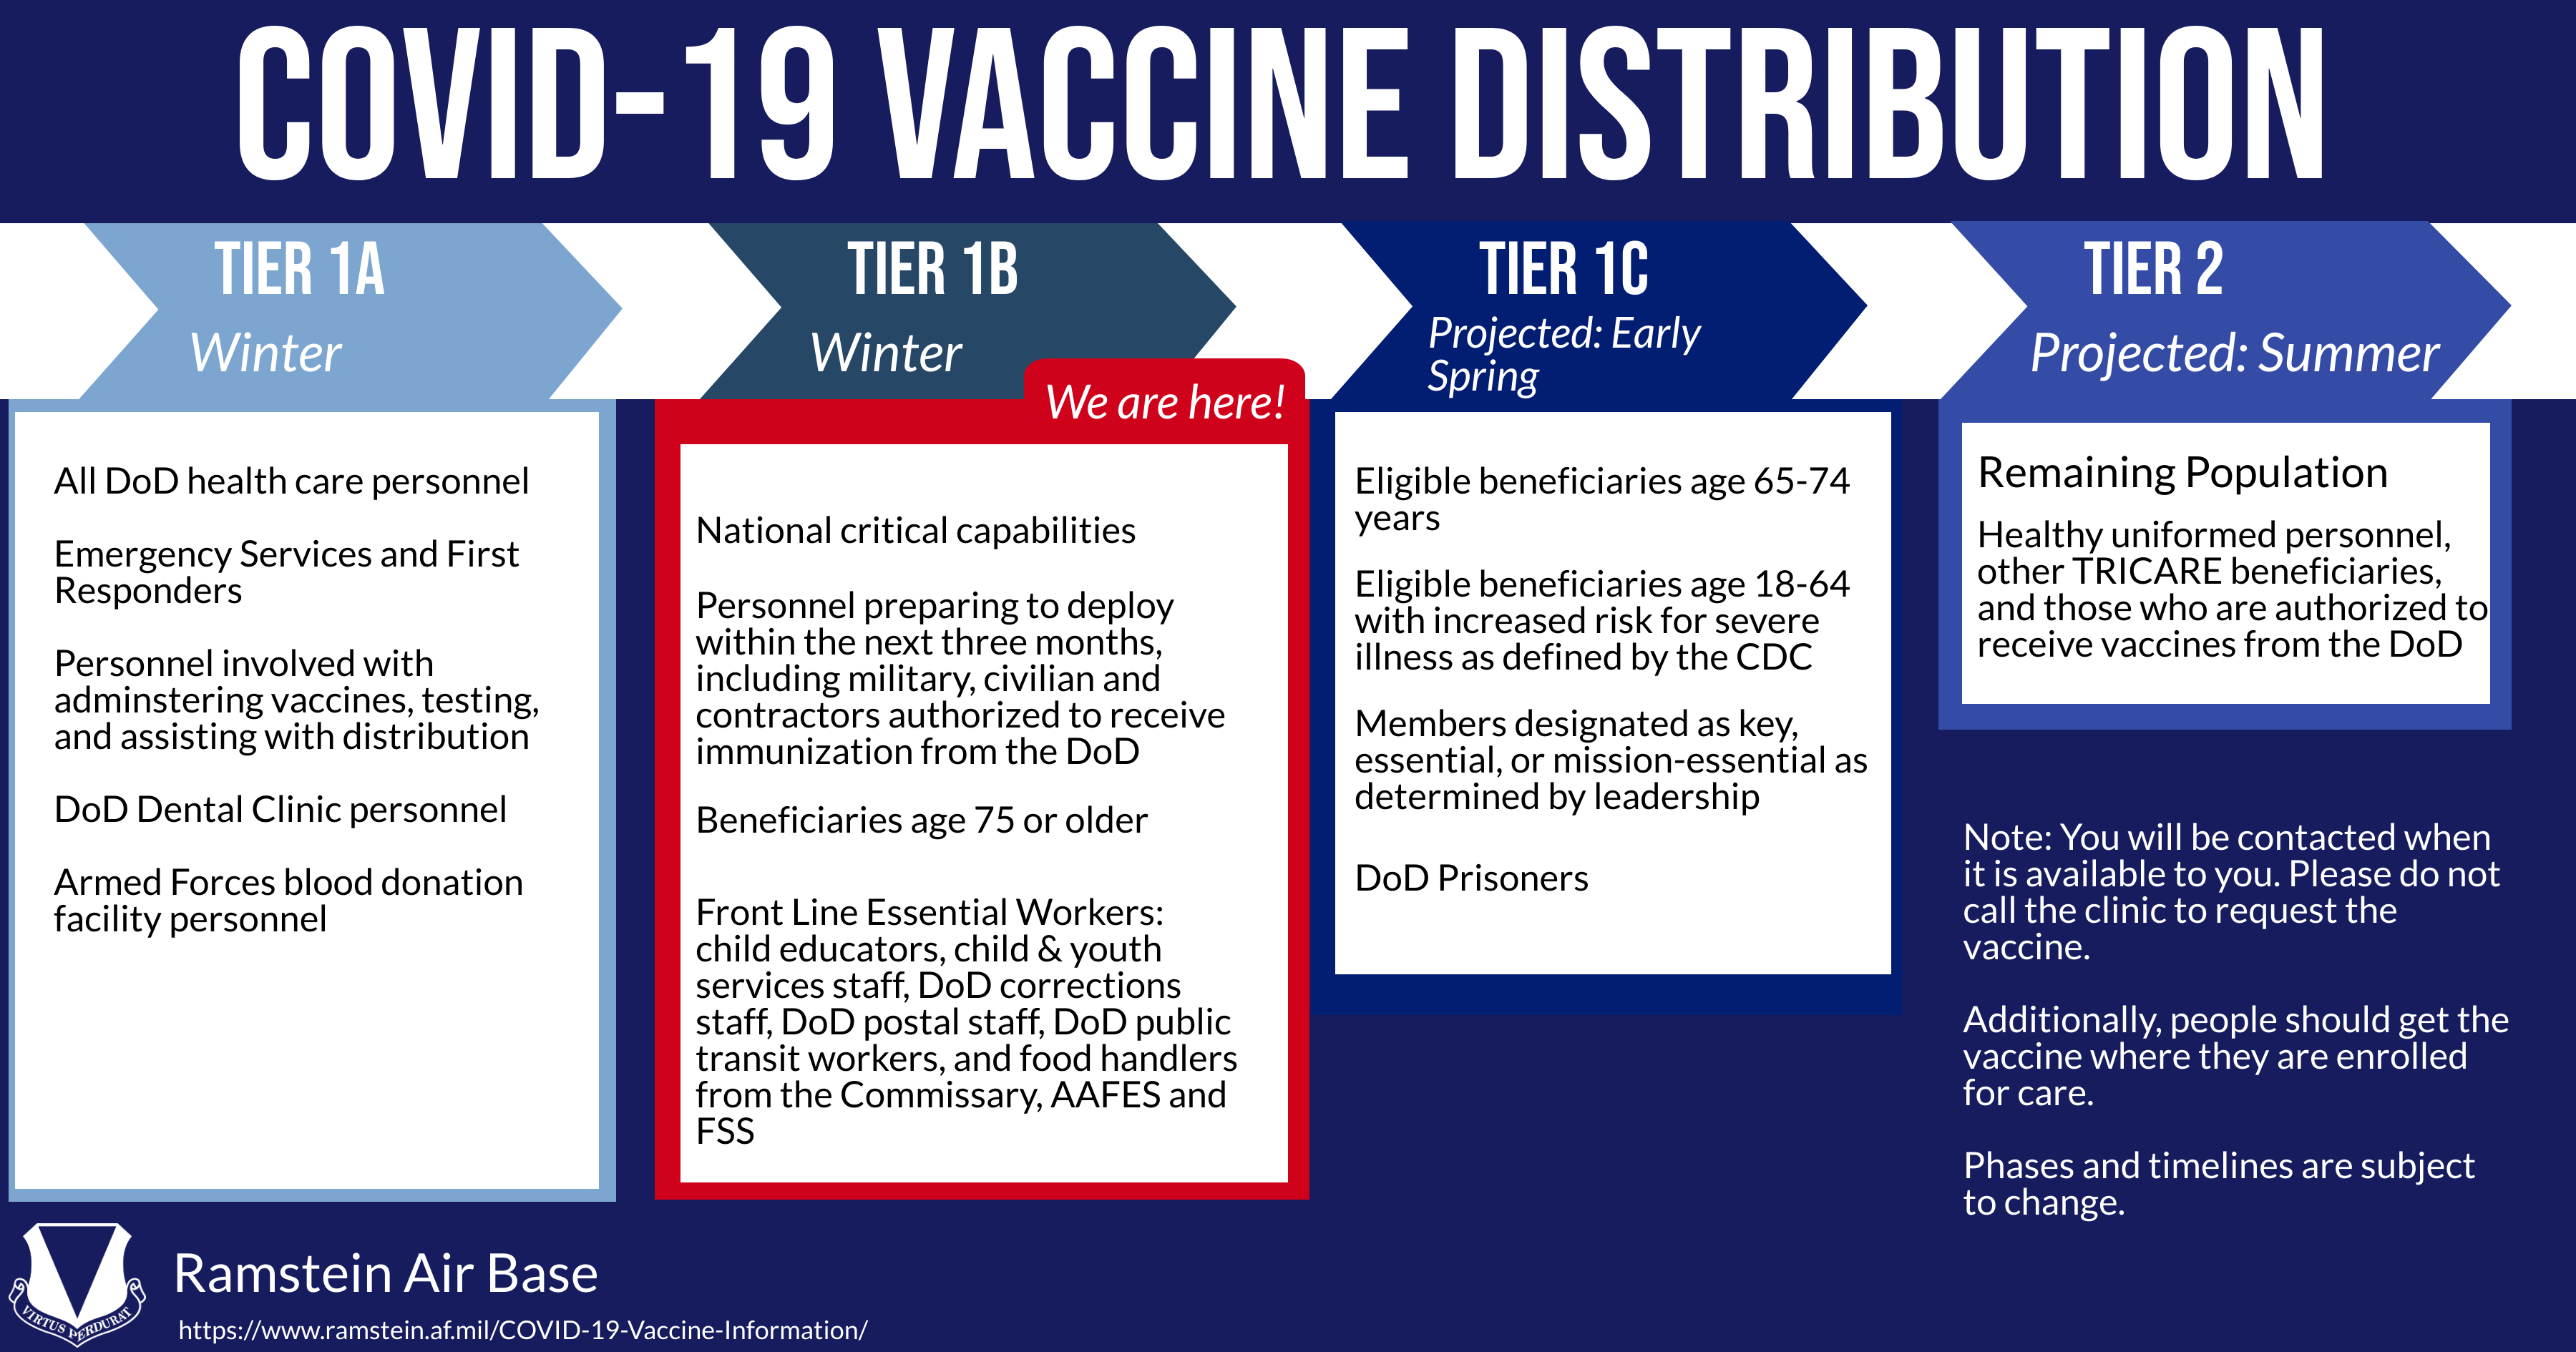 COVID-19 VACCINE DISTRIBUTION
TIER 1A
Winter
All DoD health care personnel
Emergency Services and First
Responders
Personnel involved with
adminstering vaccines, testing,
and assisting with distribution
DoD Dental Clinic personnel
Armed Forces blood donation
facility personnel
TIER 1B
Winter
We are here!
National critical capabilities
Personnel preparing to deploy
within the next three months,
including military, civilian and
contractors authorized to receive
immunization from the DoD
Beneficiaries age 75 or older
Front Line Essential Workers:
child educators, child & youth
services staff, DoD corrections
staff, DoD postal staff, DoD public
transit workers, and food handlers
from the Commissary, AAFES and
FSS
TIER 1C
Projected: Early
Spring
Eligible beneficiaries age 65-74
years
Eligible beneficiaries age 18-64
with increased risk for severe
illness as defined by the CDC
Members designated as key,
essential, or mission-essential as
determined by leadership
DoD Prisoners
TIER 2
Projected: Summer
Remaining Population
Healthy uniformed personnel,
other TRICARE beneficiaries,
and those who are authorized to
receive vaccines from the DoD
Note: You will be contacted when
it is available to you. Please do not
call the clinic to request the
vaccine.
Additionally, people should get the
vaccine where they are enrolled
for care.
Phases and timelines are subject
to change.
VIRTUS PERDURAT
Ramstein Air Base
https://www.ramstein.af.mil/COVID-19-Vaccine-Information/